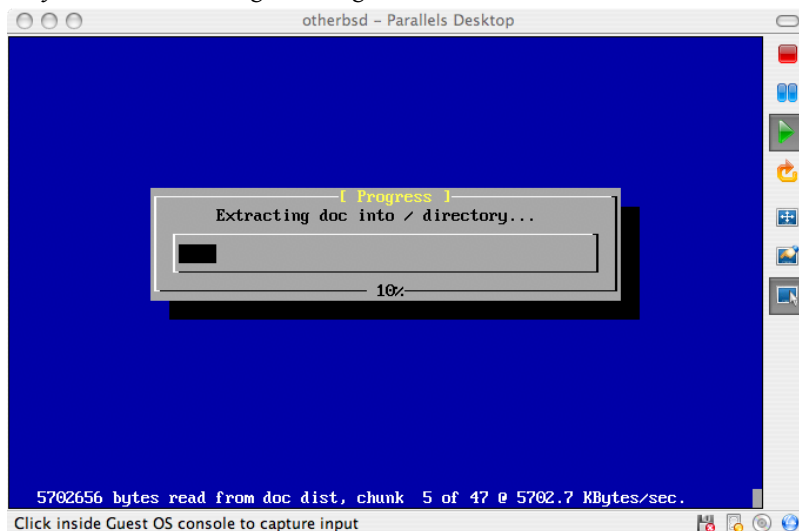 otherbsd – Parallels Desktop
[ Progress ]
Extracting doc into / directory...
10%
5702656 bytes read from doc dist, chunk 5 of 47 @ 5702.7 KBytes/sec.
Click inside Guest OS console to capture input